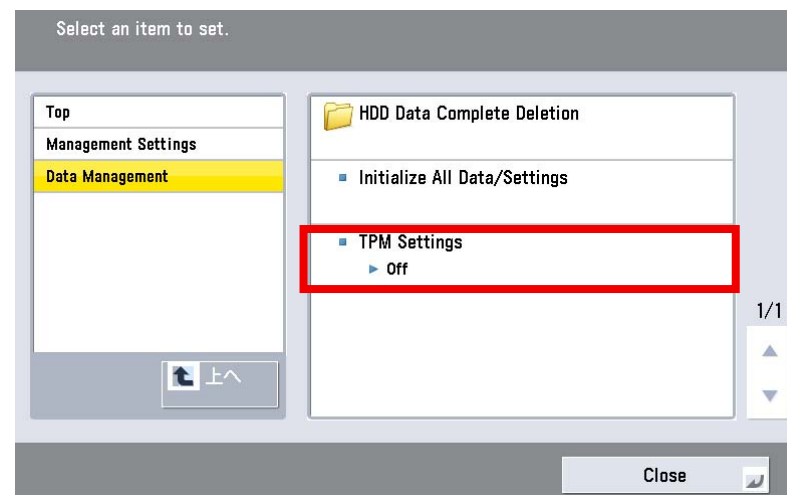 Select an item to set.
Top
Management Settings
Data Management
上へ
HDD Data Complete Deletion
Initialize All Data/Settings
TPM Settings
Off
1/1
Close